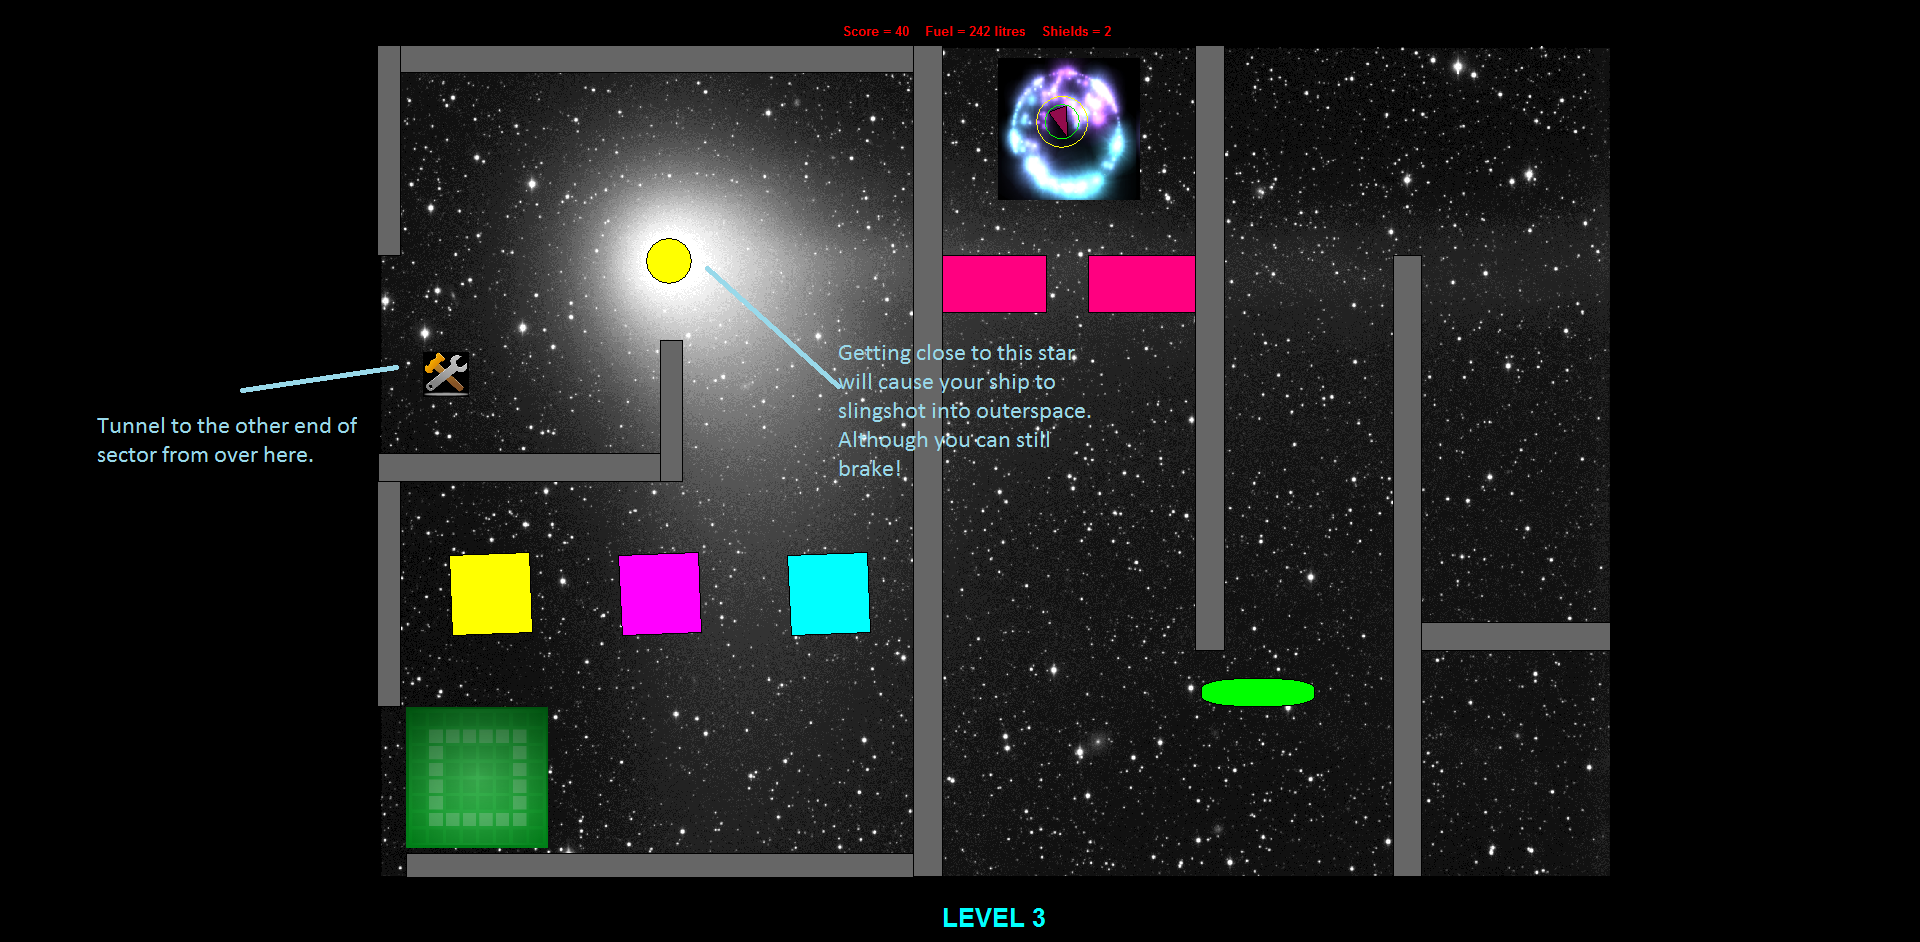 Score = 40 Fuel = 242 litres Shields = 2
Getting close to this star
will cause your ship to
slingshot into outerspace.
Although you can still
brake!
Tunnel to the other end of
sector from over here.
LEVEL 3